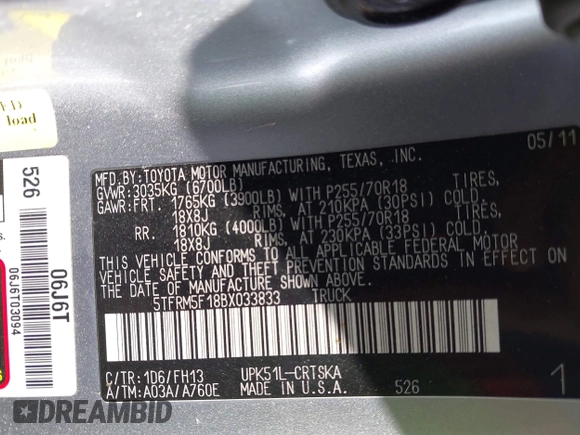 ED)
load
526
06J6T
06J6T03094
05/11
MFD.BY:TOYOTA MOTOR MANUFACTURING, TEXAS, INC.
GVWR:3035KG (6700LB)
GAWR:FRT 1765KG (3900LB) WITH P255/70R18 TIRES,
18X8J RIMS, AT 210KPA (30PSI) COLD.
RR. 1810KG (4000LB) WITH P255/70R18 TIRES,
18X8J RIMS, AT 230KPA (33PSI) COLD.
THIS VEHICLE CONFORMS TO ALL APPLICABLE FEDERAL MOTOR
VEHICLE SAFETY AND THEFT PREVENTION STANDARDS IN EFFECT ON
THE DATE OF MANUFACTURE SHOWN ABOVE.
5TFRM5F18BX033833 TRUCK
C/TR:1D6/FH13 UPK51L-CRTSKA
A/TM:A03A/A760E MADE IN U.S.A. 526
1
DREAMBID